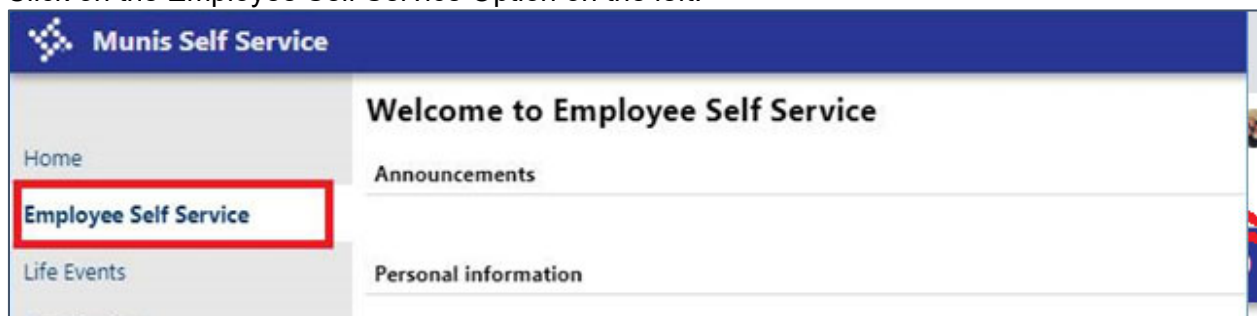 Munis Self Service
Welcome to Employee Self Service
Home
Announcements
Employee Self Service
Life Events
Personal information